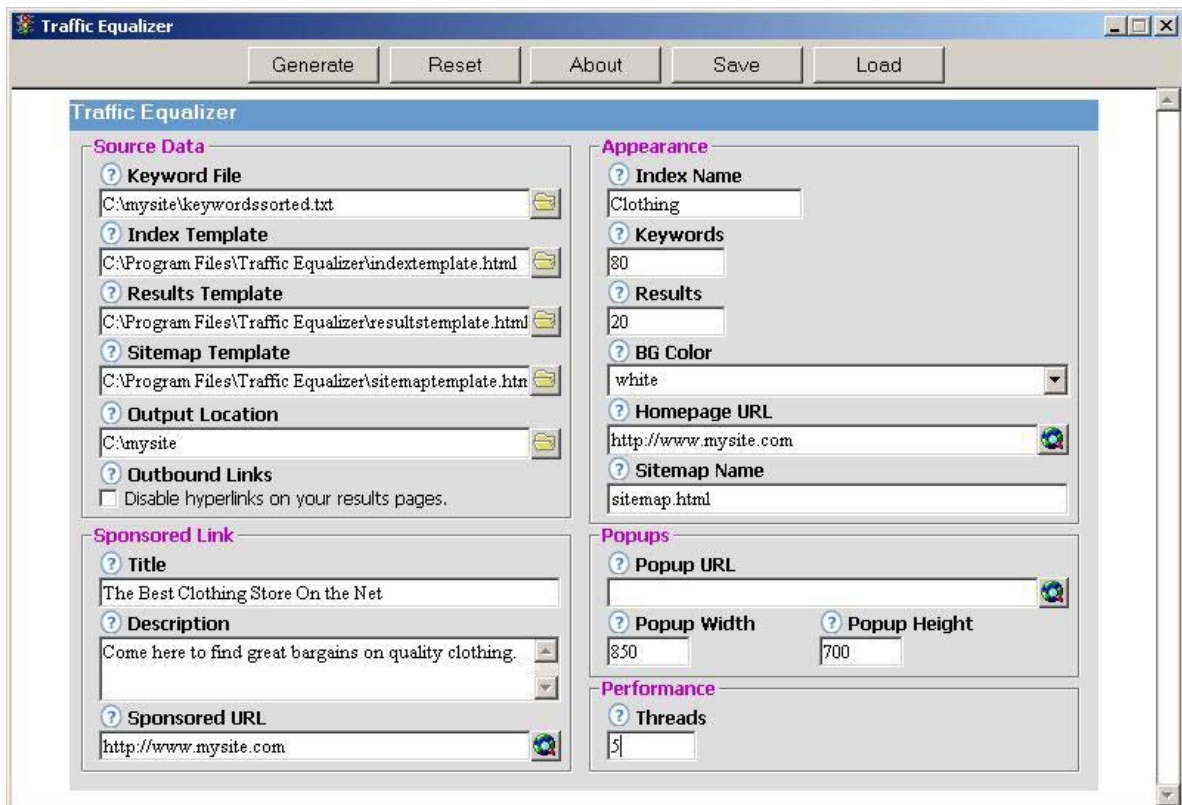 Traffic Equalizer
Generate Reset About Save Load
Traffic Equalizer
Source Data
Keyword File
C:\mysite\keywordssorted.txt
Index Template
C:\Program Files\Traffic Equalizer\indextemplate.html
Results Template
C:\Program Files\Traffic Equalizer\resultstemplate.html
Sitemap Template
C:\Program Files\Traffic Equalizer\sitemaptemplate.htm
Output Location
C:\mysite
Outbound Links
Disable hyperlinks on your results pages.
Sponsored Link
Title
The Best Clothing Store On the Net
Description
Come here to find great bargains on quality clothing.
Sponsored URL
http://www.mysite.com
Appearance
Index Name
Clothing
Keywords
80
Results
20
BG Color
white
Homepage URL
http://www.mysite.com
Sitemap Name
sitemap.html
Popups
Popup URL
Popup Width Popup Height
850 700
Performance
Threads
5